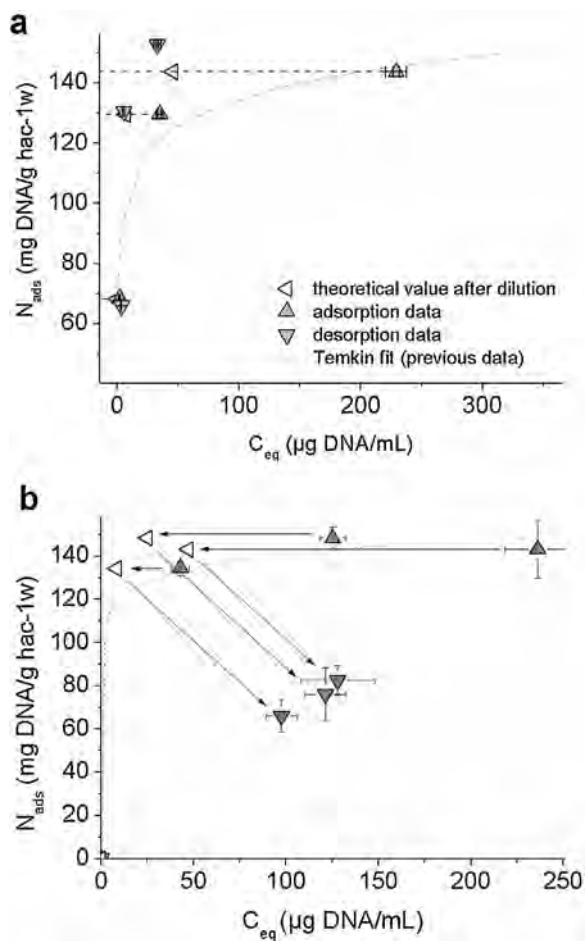 a
N_ads (mg DNA/g hac-1w)
140
120
100
80
60
theoretical value after dilution
adsorption data
desorption data
Temkin fit (previous data)
0 100 200 300
C_eq (µg DNA/mL)
b
N_ads (mg DNA/g hac-1w)
160
140
120
100
80
60
40
20
0
0 50 100 150 200 250
C_eq (µg DNA/mL)